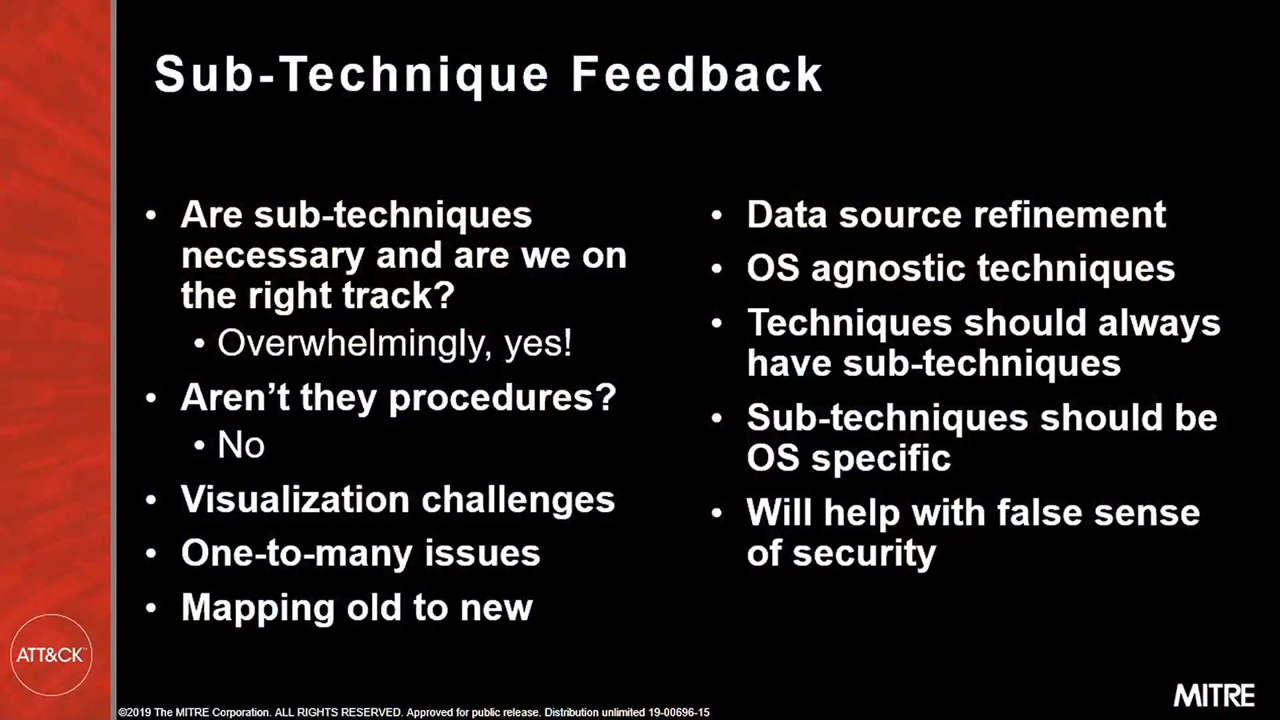 Sub-Technique Feedback
• Are sub-techniques
necessary and are we on
the right track?
• Overwhelmingly, yes!
• Aren’t they procedures?
• No
• Visualization challenges
• One-to-many issues
• Mapping old to new
• Data source refinement
• OS agnostic techniques
• Techniques should always
have sub-techniques
• Sub-techniques should be
OS specific
• Will help with false sense
of security
ATT&CK™
MITRE
©2019 The MITRE Corporation. ALL RIGHTS RESERVED. Approved for public release. Distribution unlimited 19-00696-15